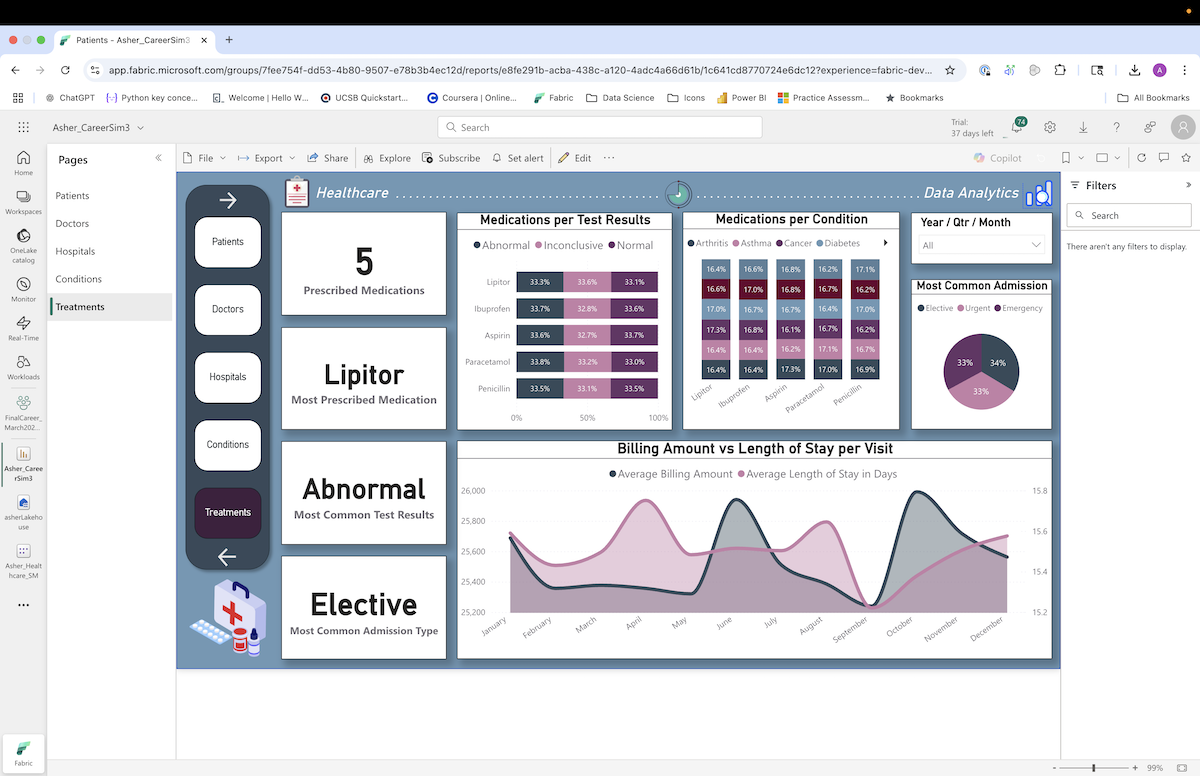 Patients - Asher_CareerSim3
app.fabric.microsoft.com/groups/7fee754f-dd53-4b80-9507-e78b3b4ec12d/reports/e8fe291b-acba-438c-a120-4adc4a66d61b/1c641cd8770724e6dc12?experience=fabric-dev...
A
ChatGPT
Python key conce...
Welcome | Hello W...
UCSB Quickstart...
Coursera | Online...
Fabric
Data Science
Icons
Power BI
Practice Assessm...
Bookmarks
All Bookmarks
Asher_CareerSim3
Search
Trial:
37 days left
74
Home
Workspaces
OneLake
catalog
Monitor
Real-Time
Workloads
FinalCareer_
March202...
Asher_Caree
rSim3
asherLakeho
use
Asher_Healt
hcare_SM
Fabric
Pages
Patients
Doctors
Hospitals
Conditions
Treatments
File
Export
Share
Explore
Subscribe
Set alert
Edit
Copilot
Healthcare
Data Analytics
Patients
Doctors
Hospitals
Conditions
Treatments
5
Prescribed Medications
Lipitor
Most Prescribed Medication
Abnormal
Most Common Test Results
Elective
Most Common Admission Type
Medications per Test Results
Abnormal Inconclusive Normal
Lipitor 33.3% 33.6% 33.1%
Ibuprofen 33.7% 32.8% 33.6%
Aspirin 33.6% 32.7% 33.7%
Paracetamol 33.8% 33.2% 33.0%
Penicillin 33.5% 33.1% 33.5%
0% 50% 100%
Medications per Condition
Arthritis Asthma Cancer Diabetes
16.4% 16.6% 16.8% 16.2% 17.1%
16.6% 17.0% 16.8% 16.7% 16.2%
17.0% 16.7% 16.7% 16.4% 17.0%
17.3% 16.8% 16.1% 16.7% 16.2%
16.4% 16.4% 16.2% 17.1% 16.7%
16.4% 16.4% 17.3% 17.0% 16.9%
Lipitor Ibuprofen Aspirin Paracetamol Penicillin
Year / Qtr / Month
All
Most Common Admission
Elective Urgent Emergency
33% 34%
33%
Billing Amount vs Length of Stay per Visit
Average Billing Amount Average Length of Stay in Days
26,000 15.8
25,800
25,600 15.6
25,400 15.4
25,200 15.2
January February March April May June July August September October November December
Filters
Search
There aren't any filters to display.
99%